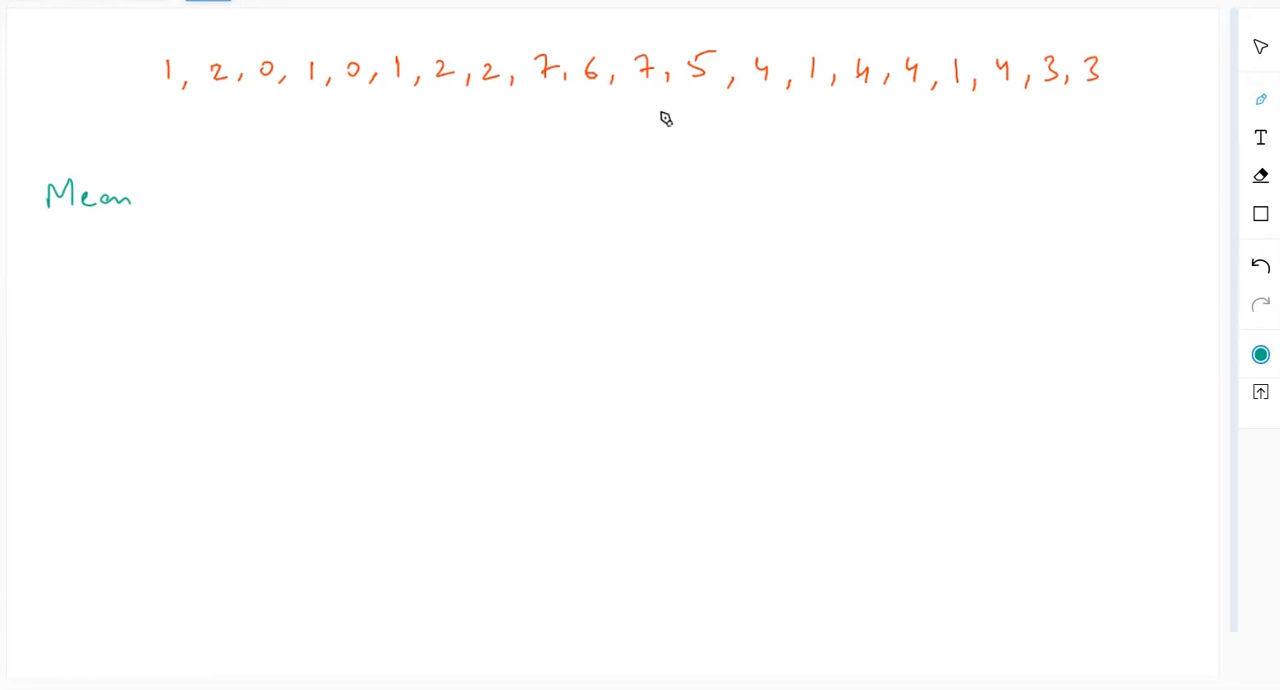 1, 2, 0, 1, 0, 1, 2, 2, 7, 6, 7, 5, 4, 1, 4, 4, 1, 4, 3, 3
Mean
T